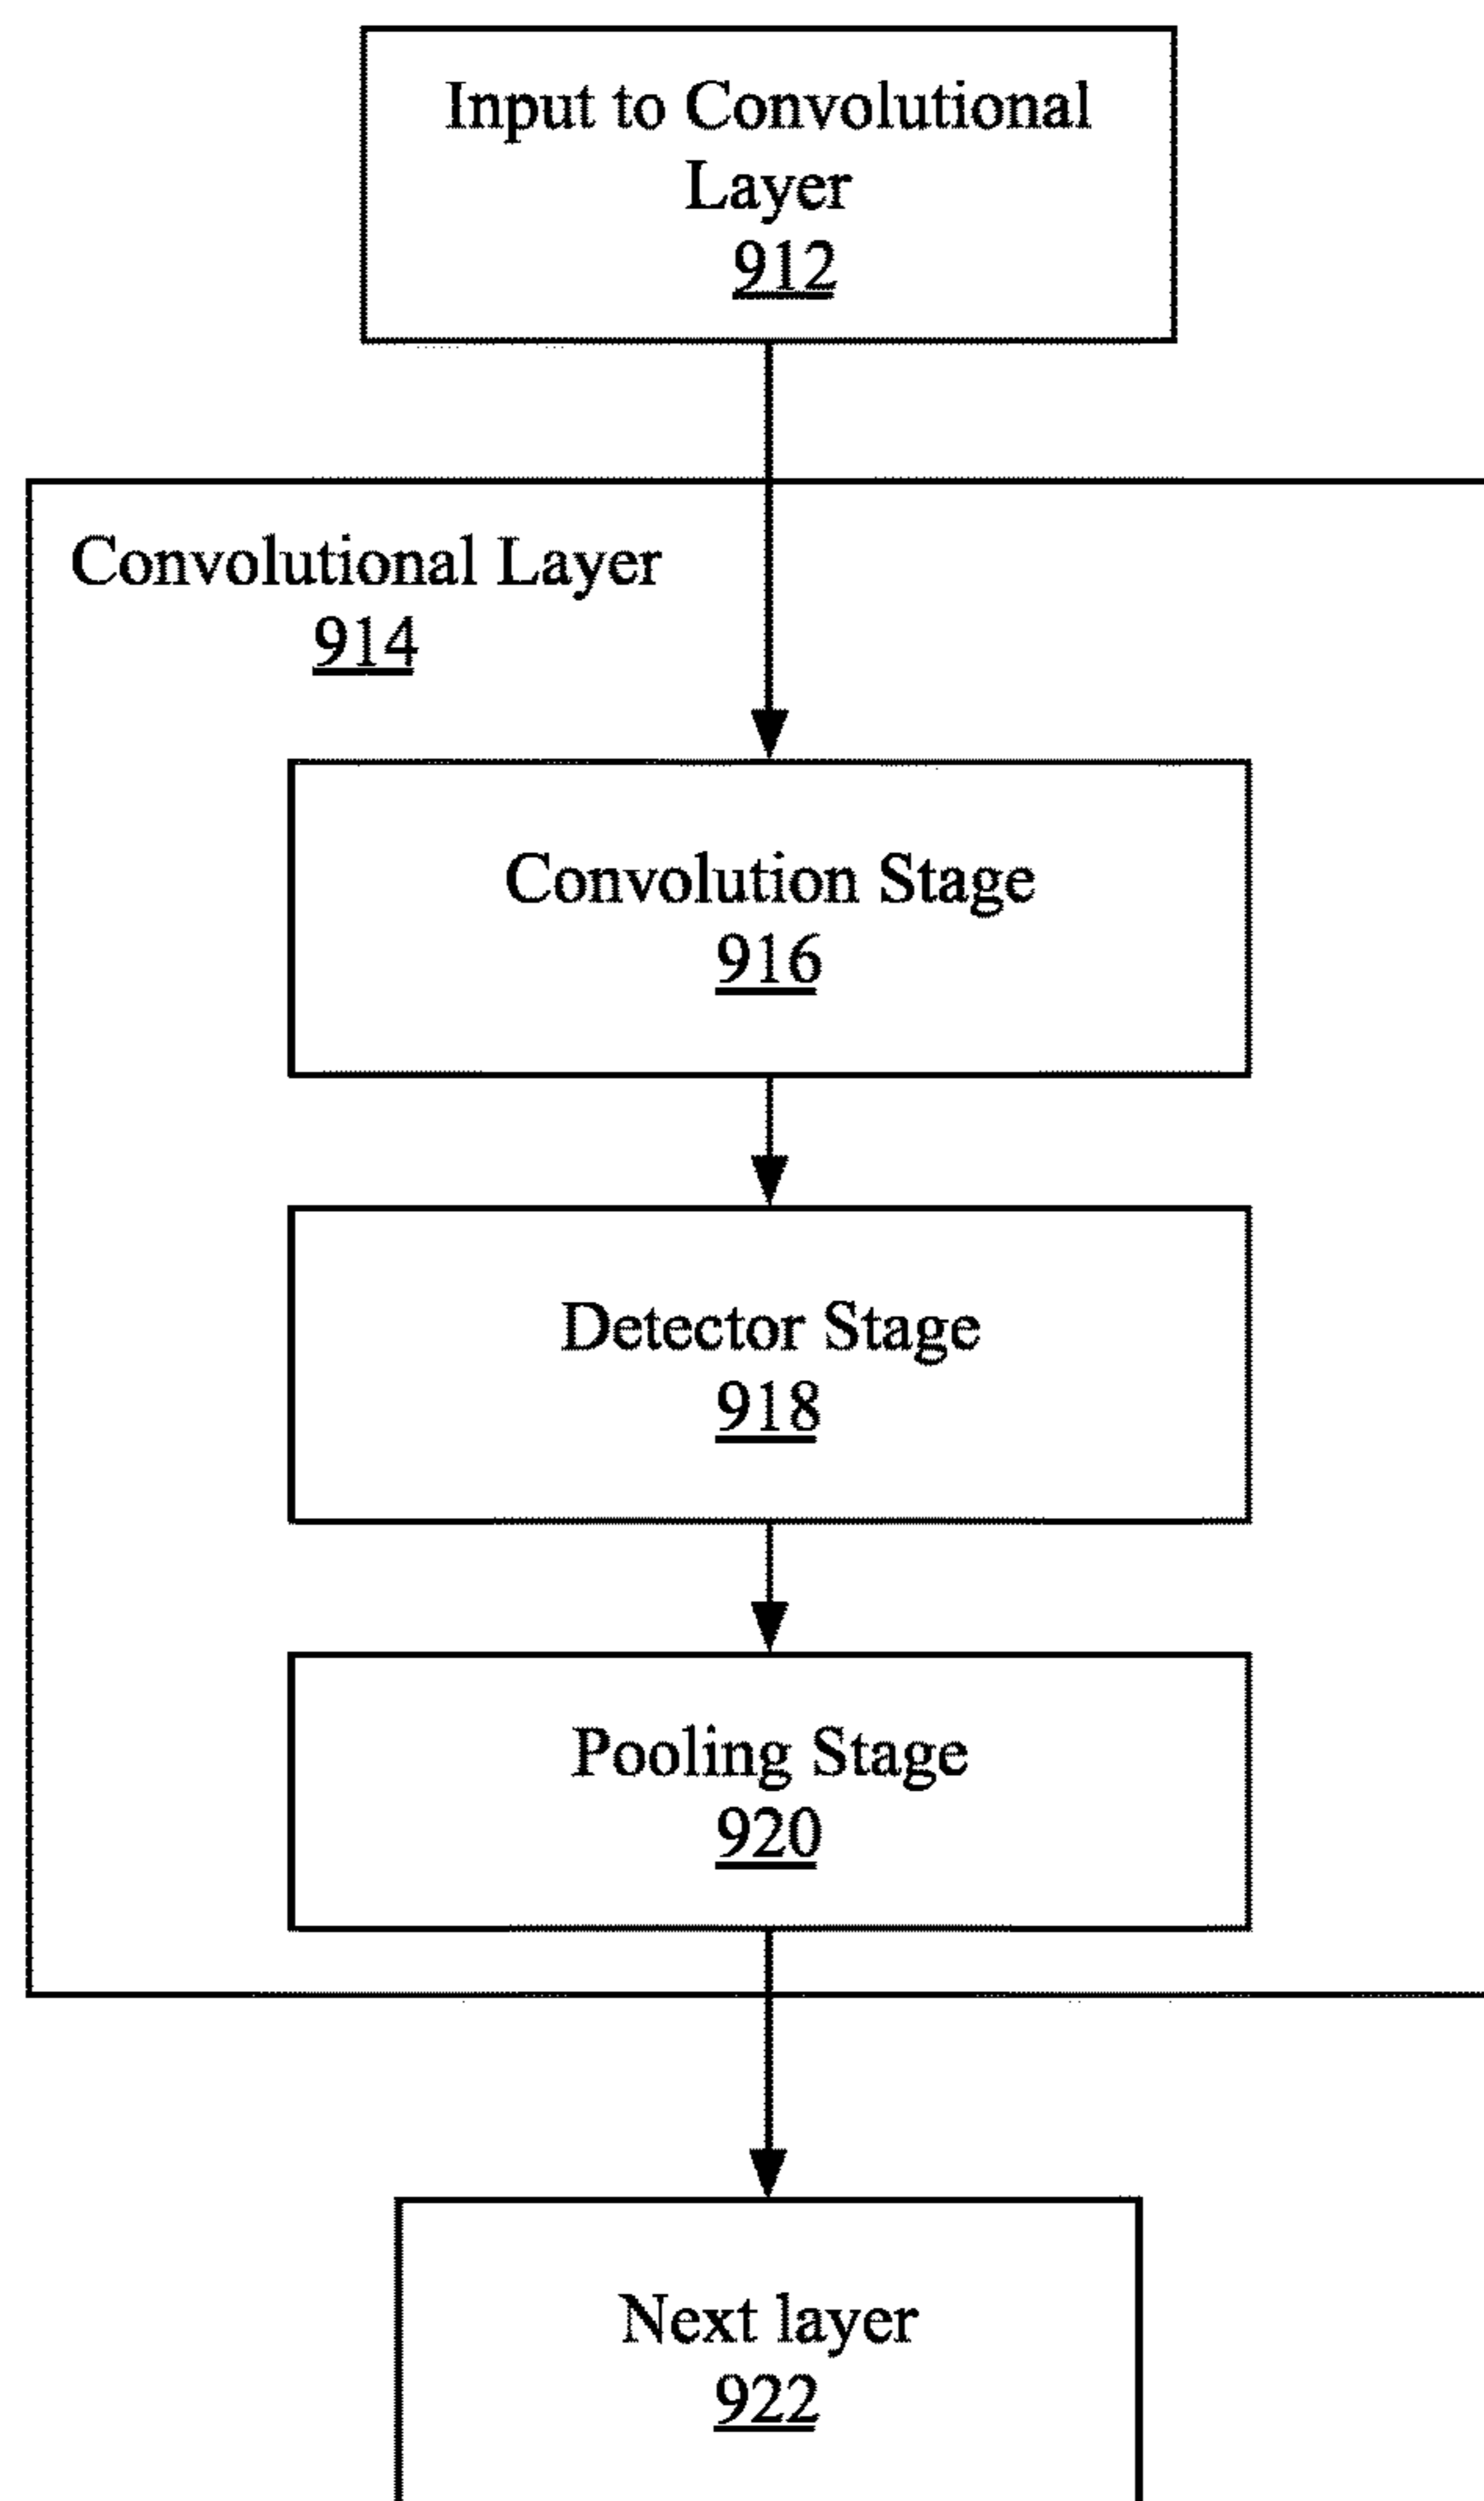 Input to Convolutional
Layer
912
Convolutional Layer
914
Convolution Stage
916
Detector Stage
918
Pooling Stage
920
Next layer
922